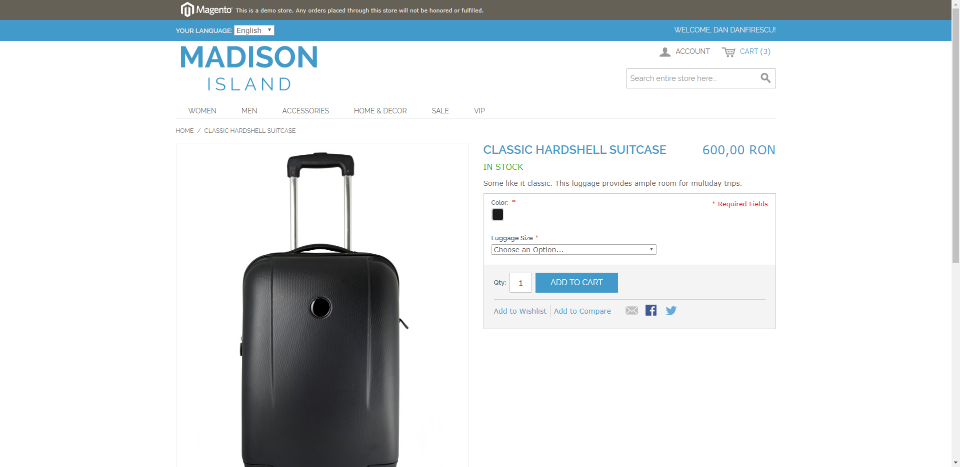 Magento® This is a demo store. Any orders placed through this store will not be honored or fulfilled.
YOUR LANGUAGE: English
WELCOME, DAN DANFIRESCU!
MADISON
ISLAND
ACCOUNT CART (3)
Search entire store here...
WOMEN MEN ACCESSORIES HOME & DECOR SALE VIP
HOME / CLASSIC HARDSHELL SUITCASE
CLASSIC HARDSHELL SUITCASE 600,00 RON
IN STOCK
Some like it classic. This luggage provides ample room for multiday trips.
Color: *
* Required Fields
Luggage Size *
Choose an Option...
Qty: 1 ADD TO CART
Add to Wishlist | Add to Compare